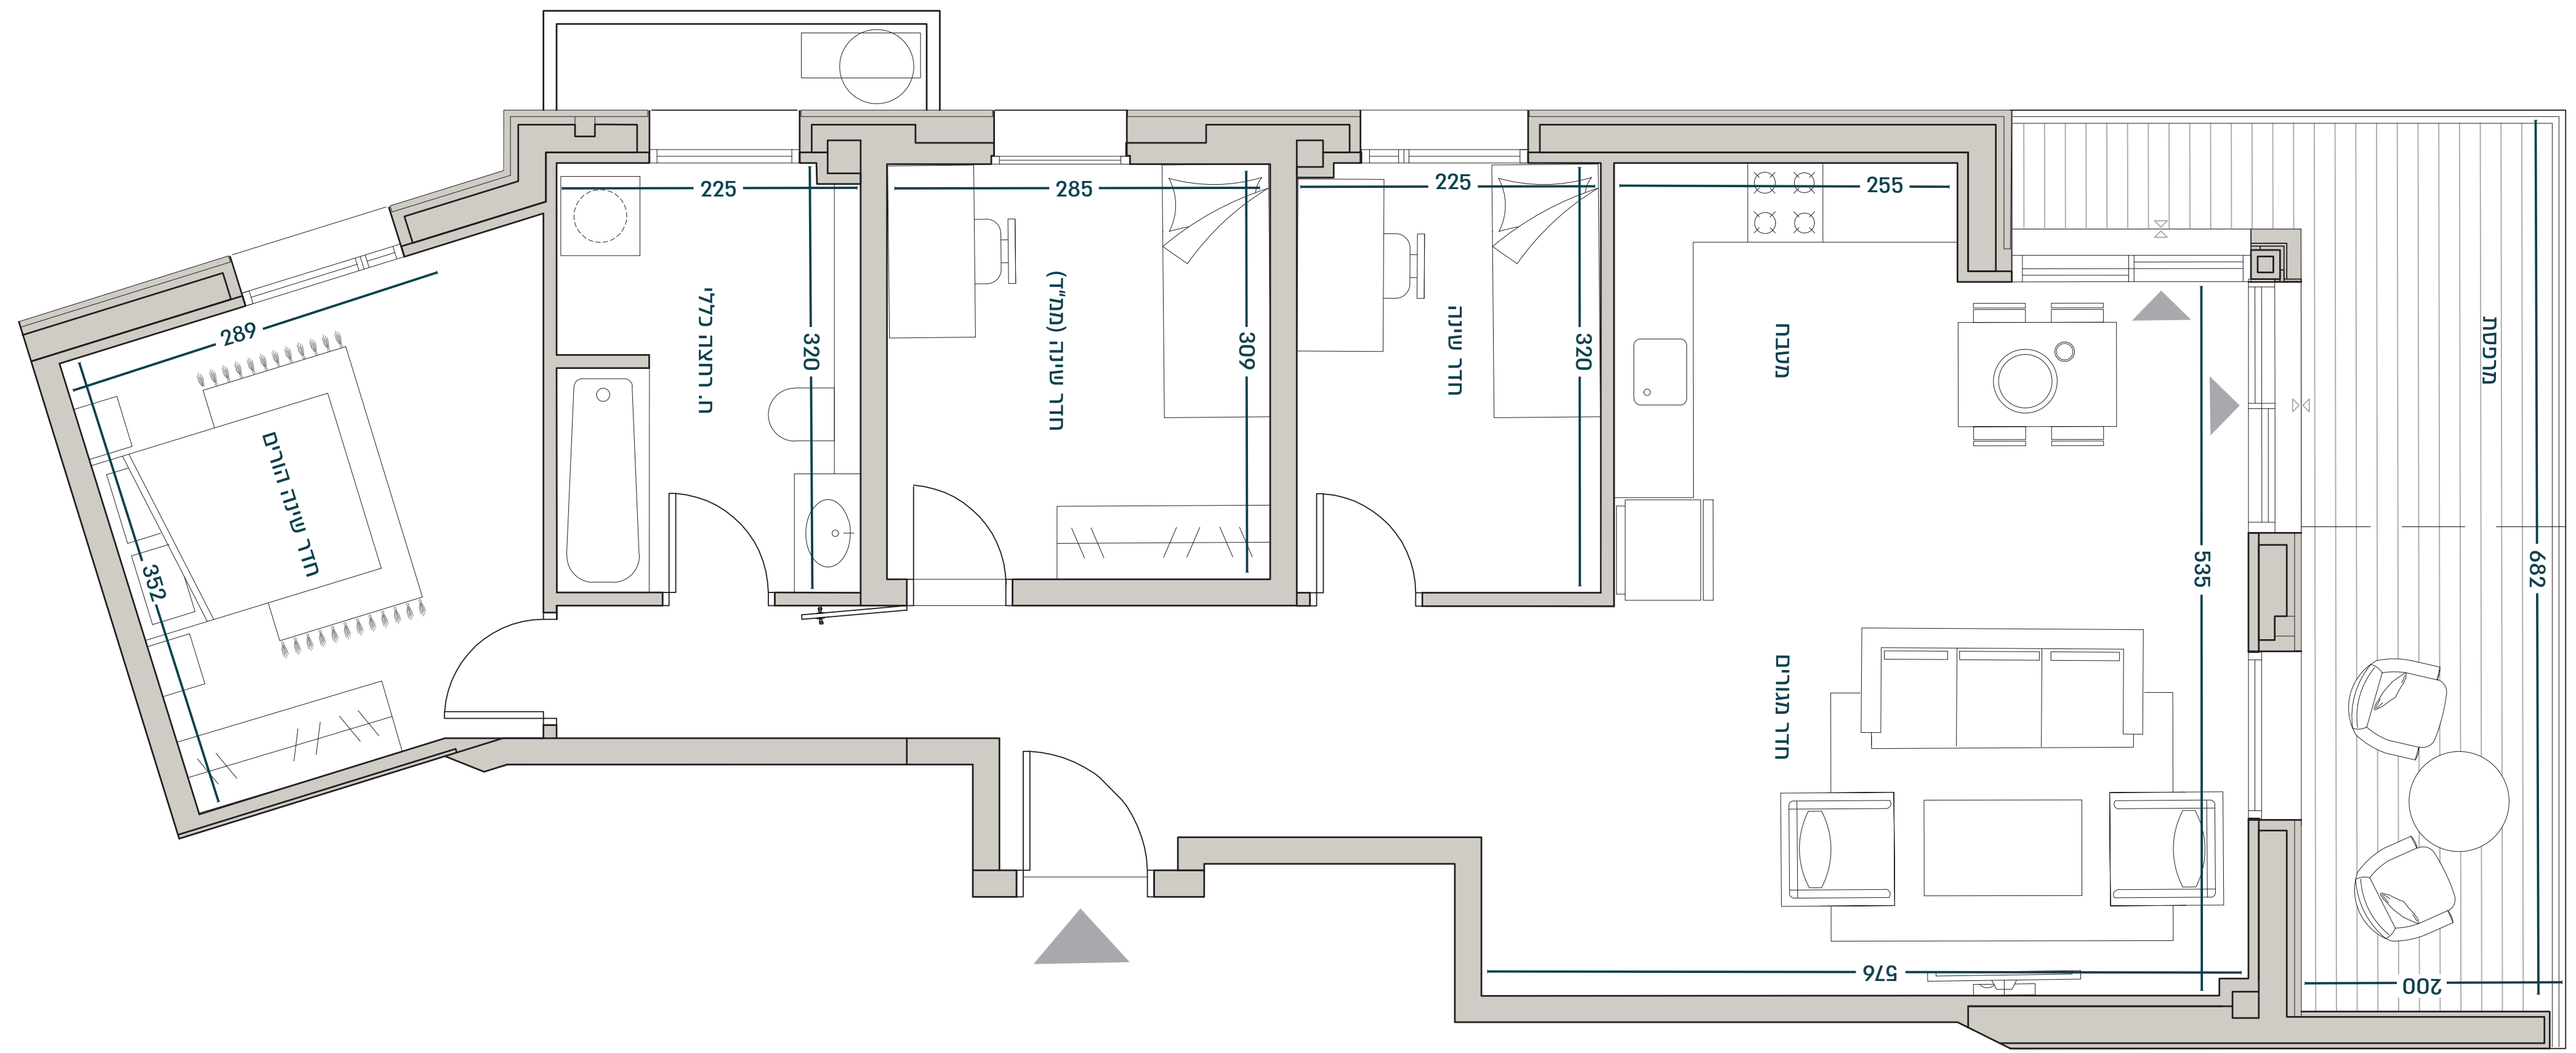 225
285
225
255
289
ח. רחצה כללי
320
חדר שינה (ממ"ד)
309
חדר שינה
320
מטבח
מרפסת
חדר שינה הורים
352
535
682
חדר מגורים
576
200